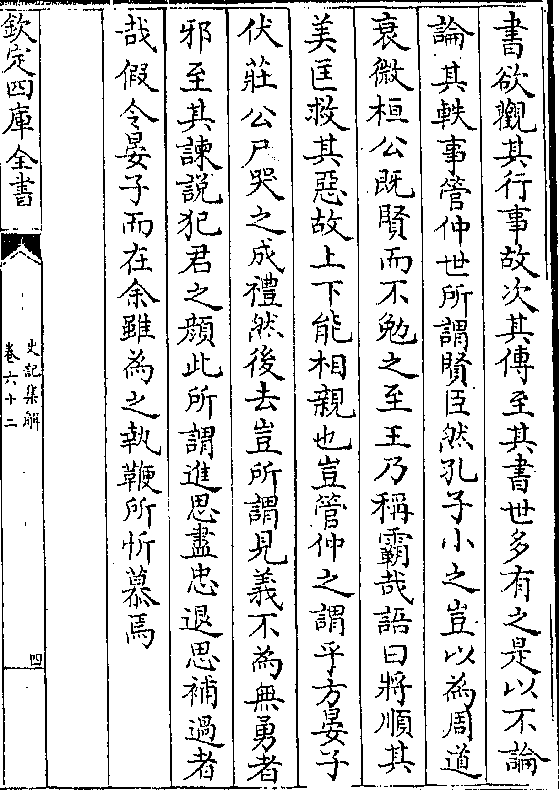 書欲觀其行事故次其傳至其書世多有之是以不論
論其軼事管仲世所謂賢臣然孔子小之豈以為周道
衰微桓公既賢而不勉之至王乃稱霸哉語曰將順其
美匡救其惡故上下能相親也豈管仲之謂乎方晏子
伏莊公尸哭之成禮然後去豈所謂見義不為無勇者
邪至其諫説犯君之顔此所謂進思盡忠退思補過者
哉假令晏子而在余雖為之執鞭所忻慕焉
欽定四庫全書
史記集解
卷六十二
四